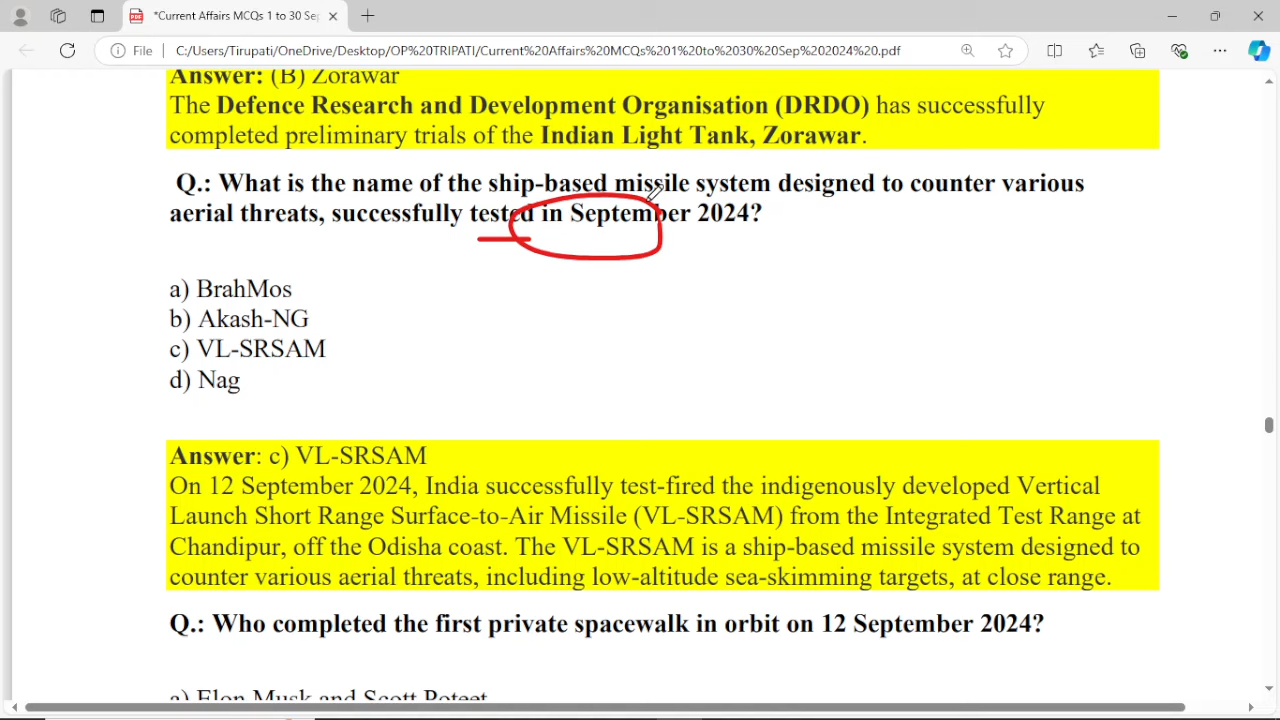 *Current Affairs MCQs 1 to 30 Sep
File
C:/Users/Tirupati/OneDrive/Desktop/OP%20TRIPATI/Current%20Affairs%20MCQs%201%20to%2030%20Sep%202024%20.pdf
Answer: (B) Zorawar
The Defence Research and Development Organisation (DRDO) has successfully
completed preliminary trials of the Indian Light Tank, Zorawar.
Q.: What is the name of the ship-based missile system designed to counter various
aerial threats, successfully tested in September 2024?
a) BrahMos
b) Akash-NG
c) VL-SRSAM
d) Nag
Answer: c) VL-SRSAM
On 12 September 2024, India successfully test-fired the indigenously developed Vertical
Launch Short Range Surface-to-Air Missile (VL-SRSAM) from the Integrated Test Range at
Chandipur, off the Odisha coast. The VL-SRSAM is a ship-based missile system designed to
counter various aerial threats, including low-altitude sea-skimming targets, at close range.
Q.: Who completed the first private spacewalk in orbit on 12 September 2024?
a) Elon Musk and Scott Poteet